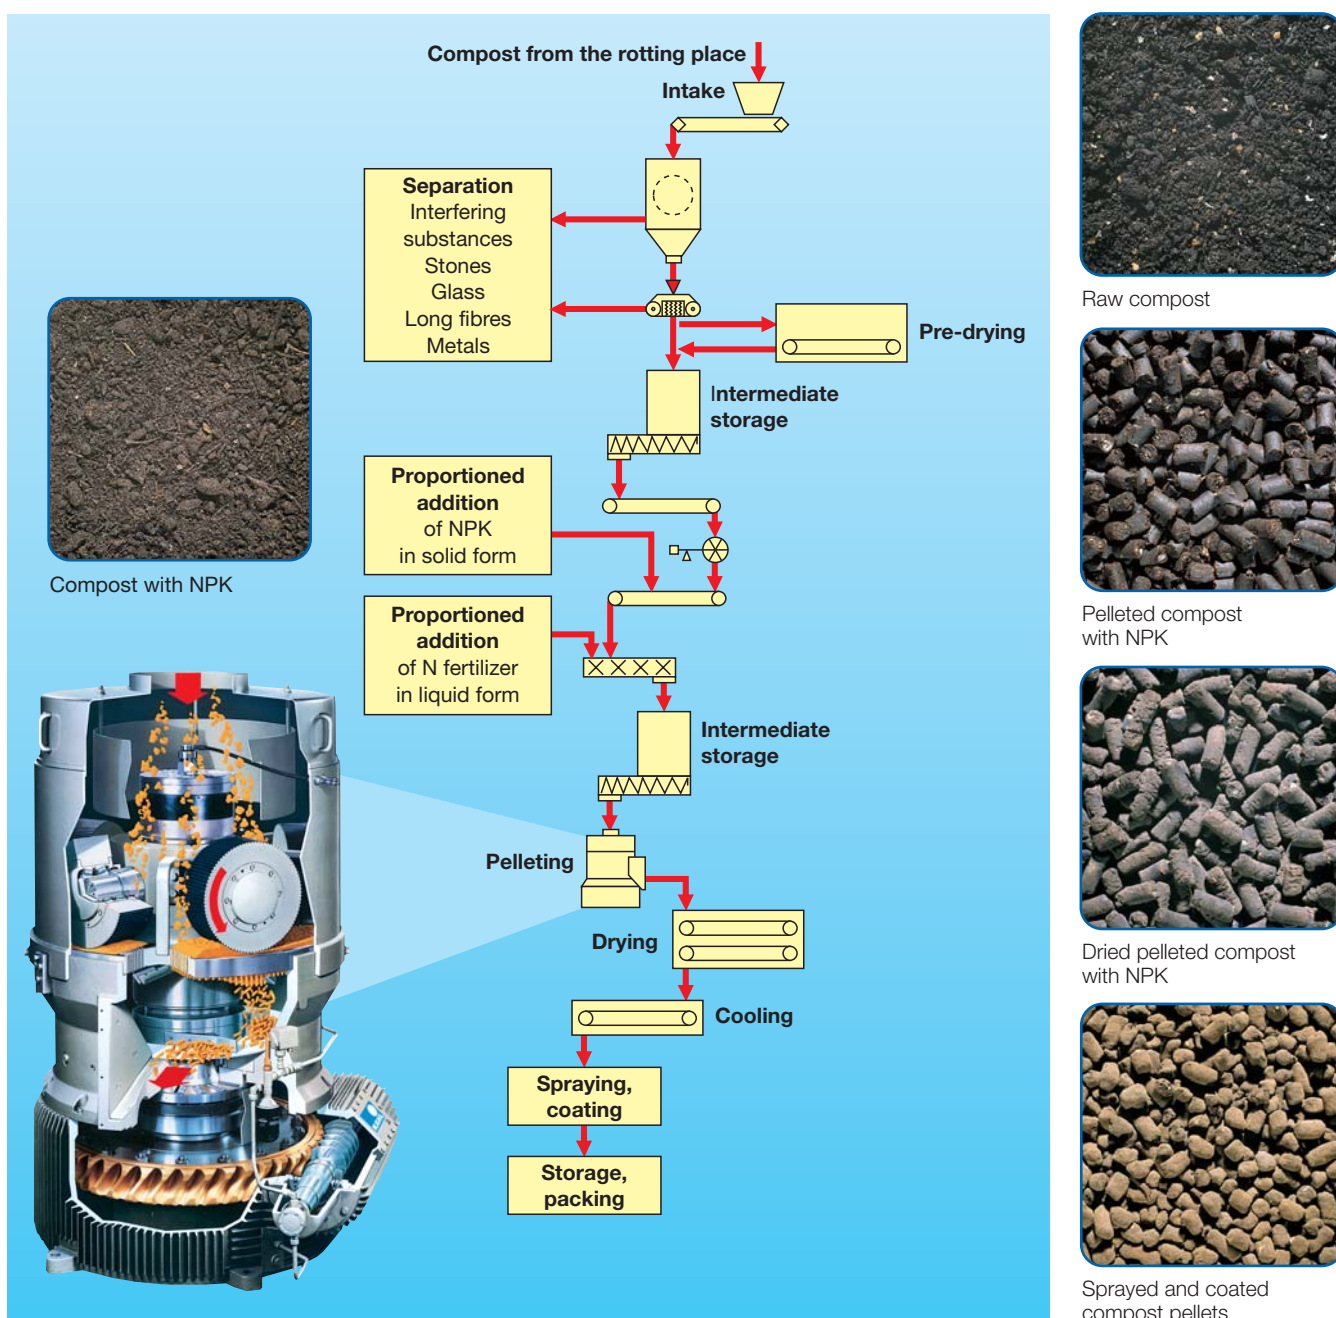 Compost from the rotting place
Intake
Separation
Interfering
substances
Stones
Glass
Long fibres
Metals
Pre-drying
Intermediate
storage
Proportioned
addition
of NPK
in solid form
Proportioned
addition
of N fertilizer
in liquid form
Intermediate
storage
Pelleting
Drying
Cooling
Spraying,
coating
Storage,
packing
Compost with NPK
Raw compost
Pelleted compost
with NPK
Dried pelleted compost
with NPK
Sprayed and coated
compost pellets